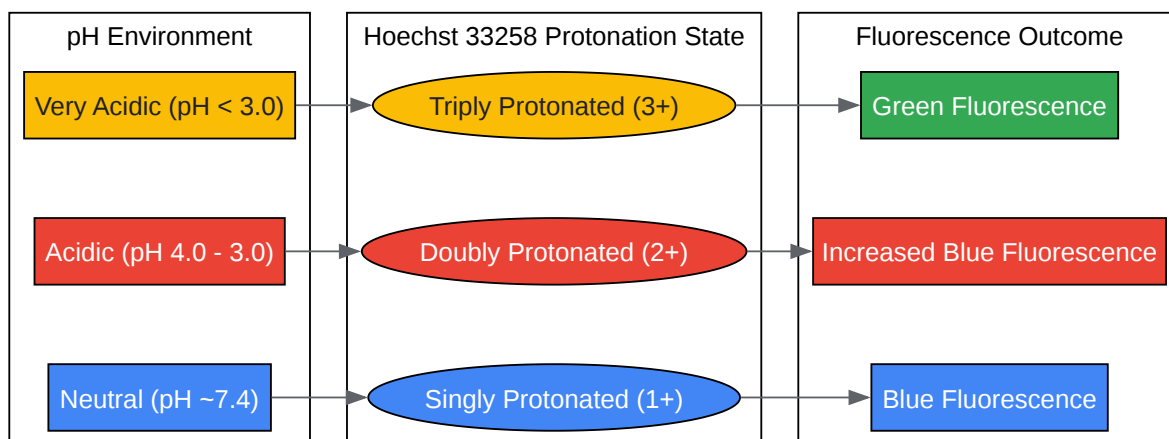 pH Environment
Hoechst 33258 Protonation State
Fluorescence Outcome
Very Acidic (pH < 3.0)
Triply Protonated (3+)
Green Fluorescence
Acidic (pH 4.0 - 3.0)
Doubly Protonated (2+)
Increased Blue Fluorescence
Neutral (pH ~7.4)
Singly Protonated (1+)
Blue Fluorescence